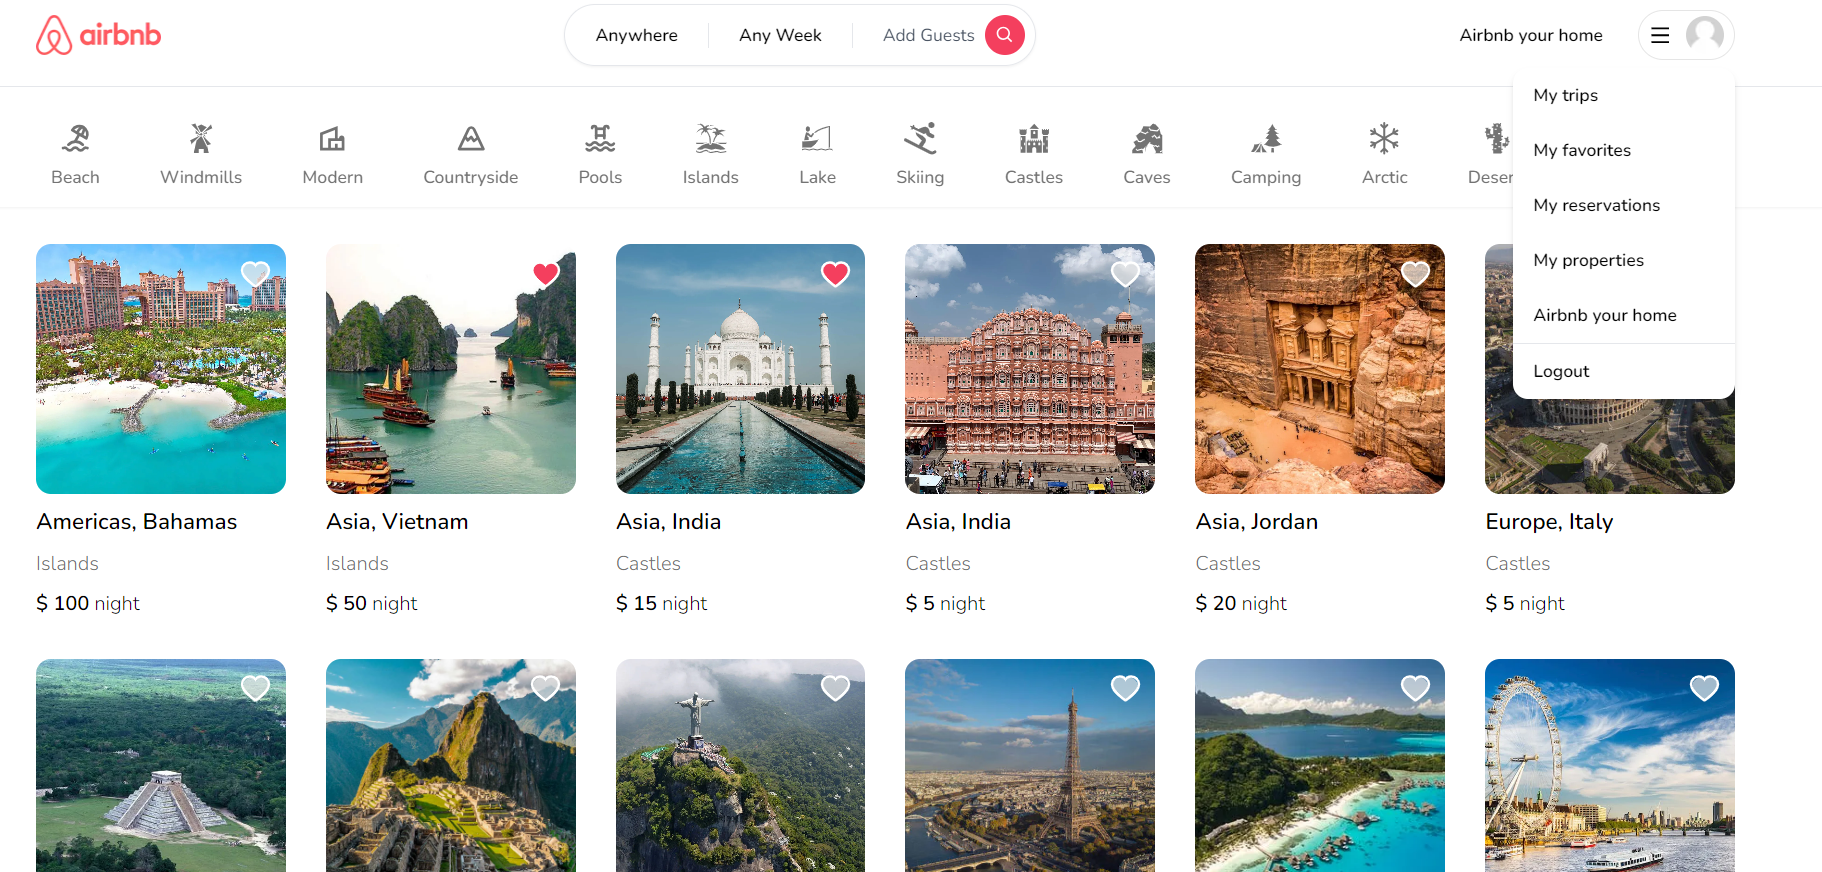 airbnb
Anywhere
Any Week
Add Guests
Airbnb your home
My trips
My favorites
My reservations
My properties
Airbnb your home
Logout
Beach
Windmills
Modern
Countryside
Pools
Islands
Lake
Skiing
Castles
Caves
Camping
Arctic
Deser
Americas, Bahamas
Islands
$ 100 night
Asia, Vietnam
Islands
$ 50 night
Asia, India
Castles
$ 15 night
Asia, India
Castles
$ 5 night
Asia, Jordan
Castles
$ 20 night
Europe, Italy
Castles
$ 5 night